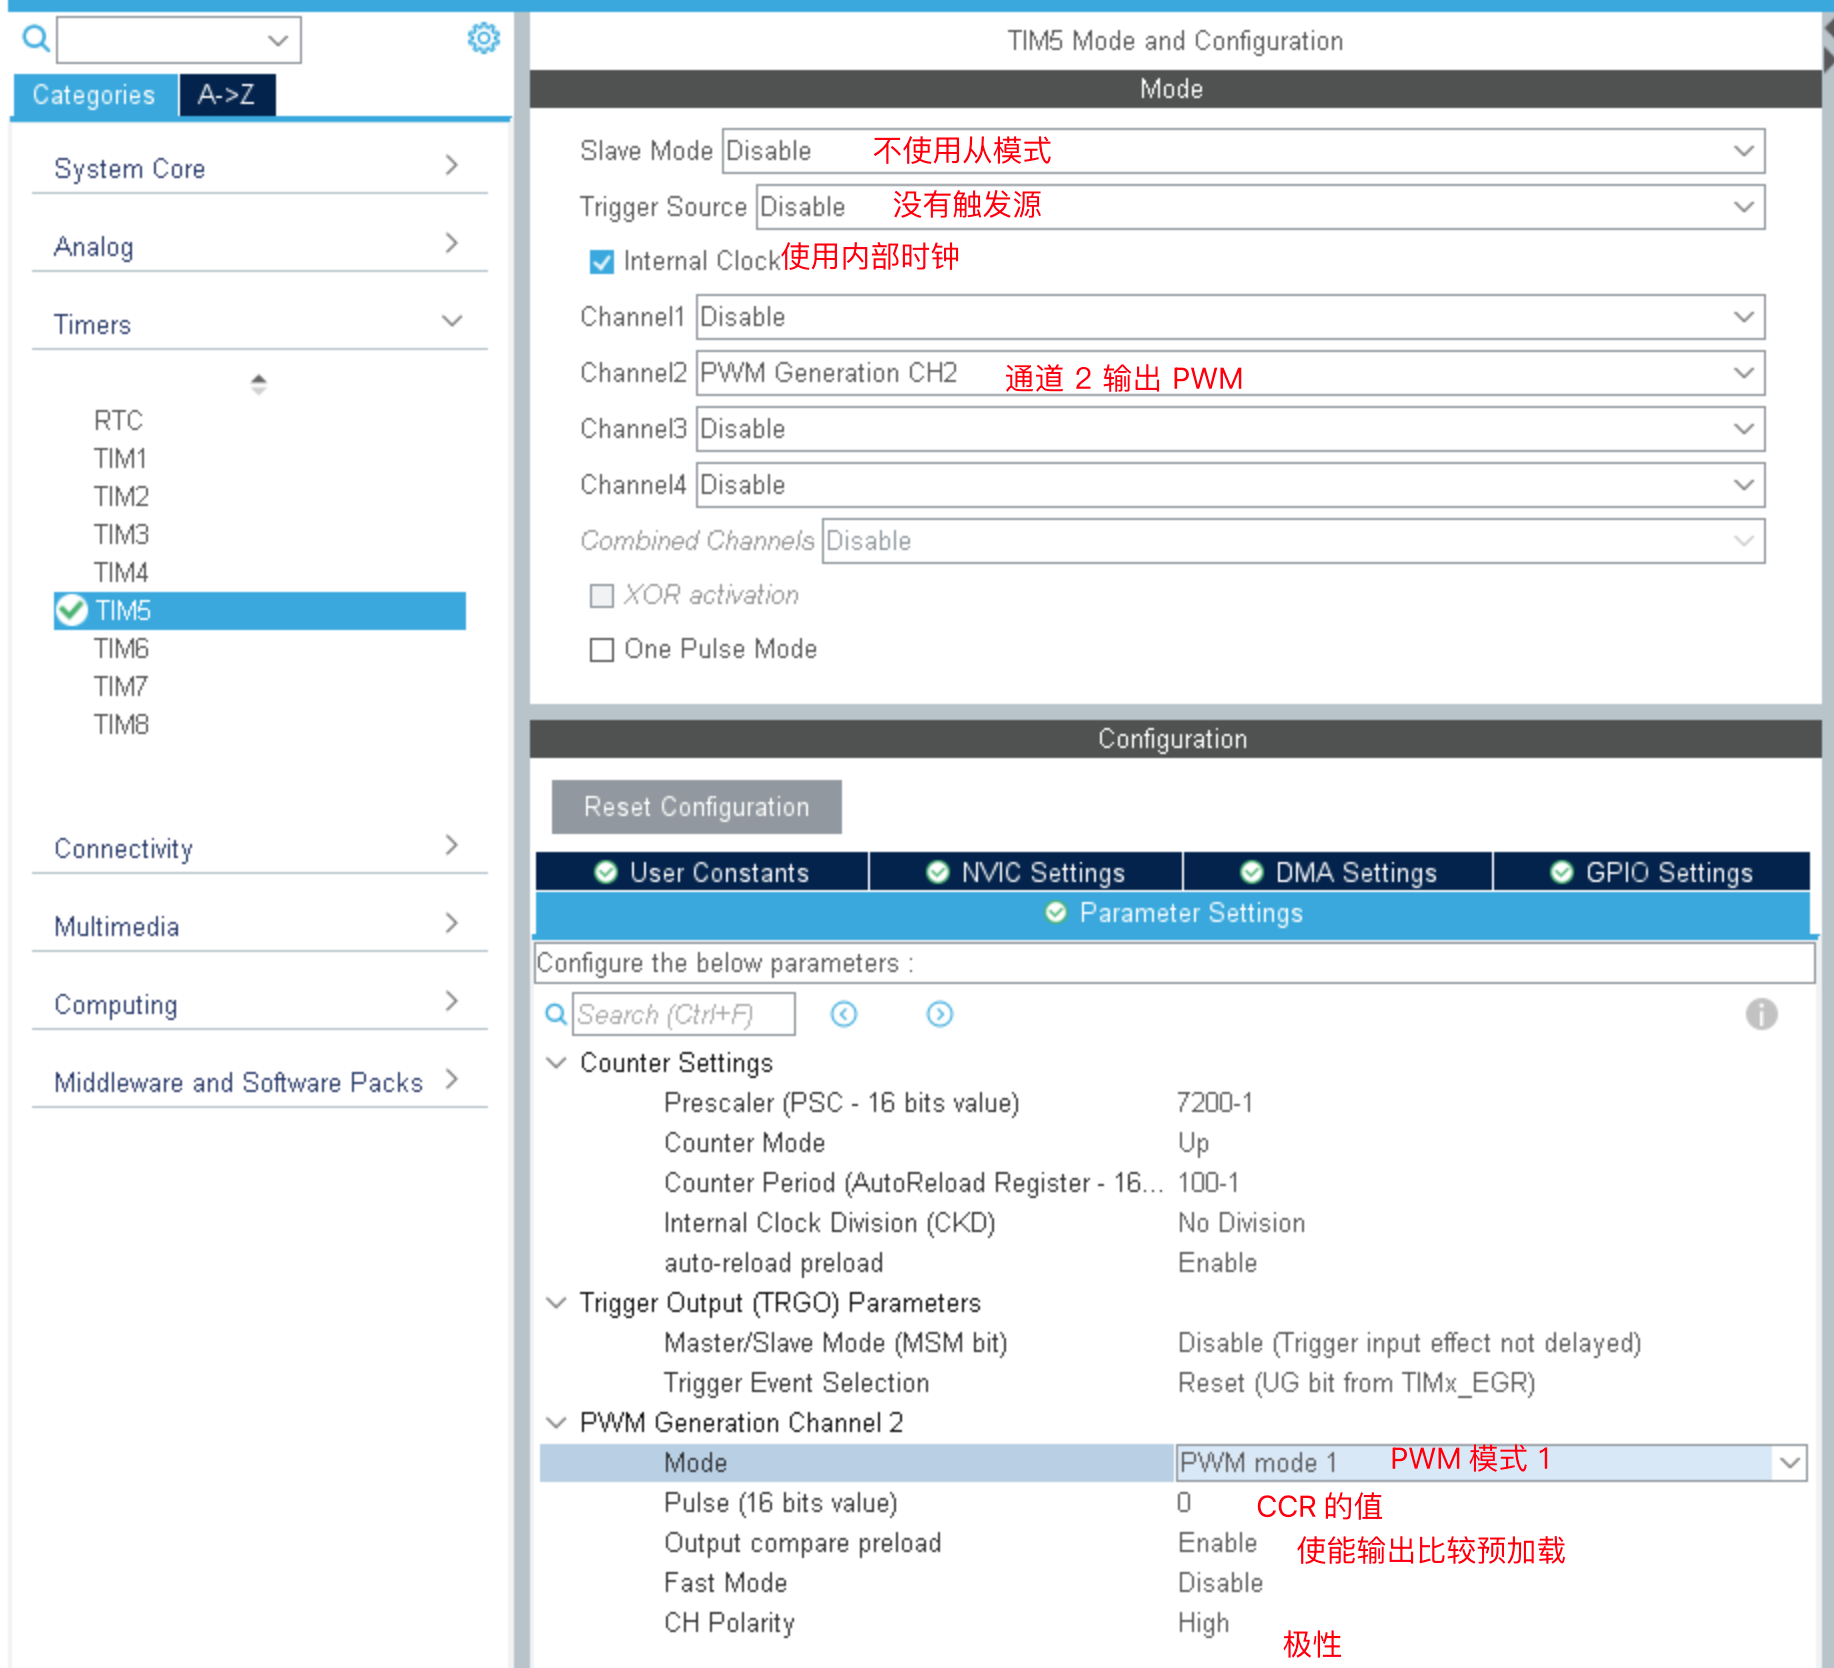 Categories
A->Z
System Core
Analog
Timers
RTC
TIM1
TIM2
TIM3
TIM4
TIM5
TIM6
TIM7
TIM8
Connectivity
Multimedia
Computing
Middleware and Software Packs
TIM5 Mode and Configuration
Mode
Slave Mode Disable 不使用从模式
Trigger Source Disable 没有触发源
Internal Clock 使用内部时钟
Channel1 Disable
Channel2 PWM Generation CH2 通道 2 输出 PWM
Channel3 Disable
Channel4 Disable
Combined Channels Disable
XOR activation
One Pulse Mode
Configuration
Reset Configuration
User Constants NVIC Settings DMA Settings GPIO Settings
Parameter Settings
Configure the below parameters :
Search (Ctrl+F)
Counter Settings
Prescaler (PSC - 16 bits value) 7200-1
Counter Mode Up
Counter Period (AutoReload Register - 16... 100-1
Internal Clock Division (CKD) No Division
auto-reload preload Enable
Trigger Output (TRGO) Parameters
Master/Slave Mode (MSM bit) Disable (Trigger input effect not delayed)
Trigger Event Selection Reset (UG bit from TIMx_EGR)
PWM Generation Channel 2
Mode PWM mode 1 PWM 模式 1
Pulse (16 bits value) 0 CCR 的值
Output compare preload Enable 使能输出比较预加载
Fast Mode Disable
CH Polarity High
极性